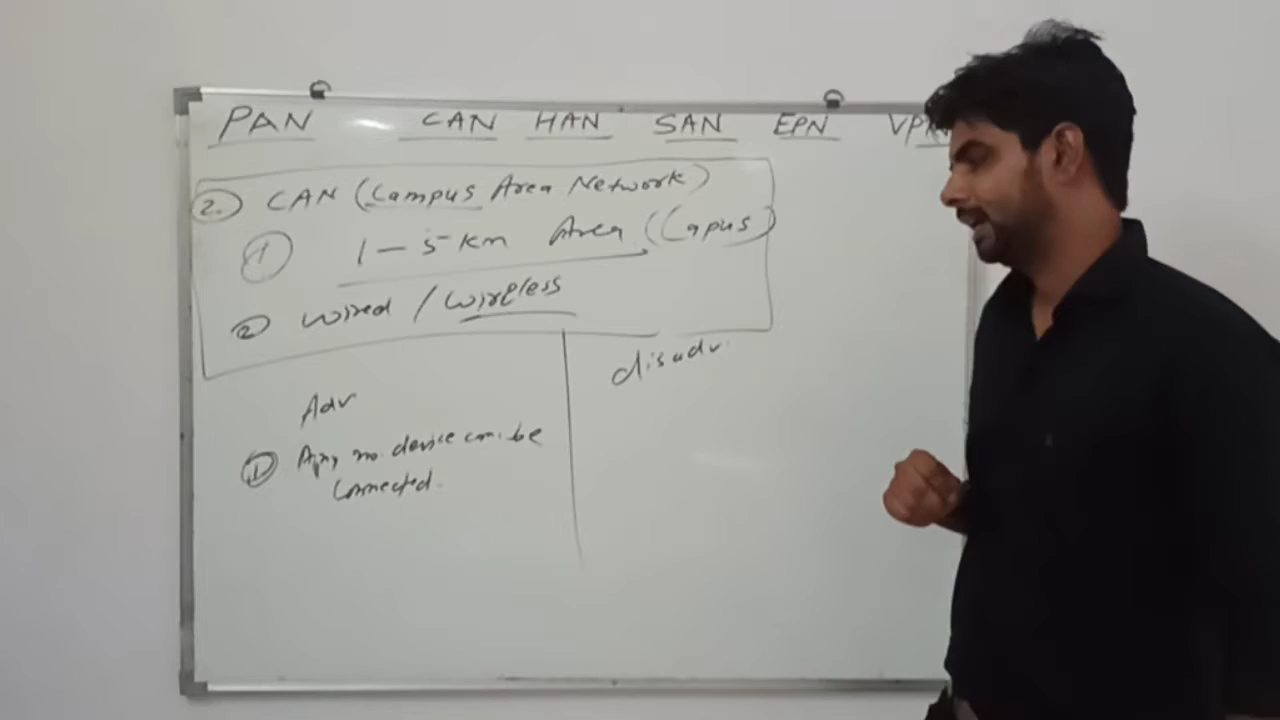 PAN CAN HAN SAN EPN VPN
2. CAN (Campus Area Network)
1 1 – 5 km Area (Capus)
2 wired / wireless
Adv
disadv.
1 Any no. device can be
connected.